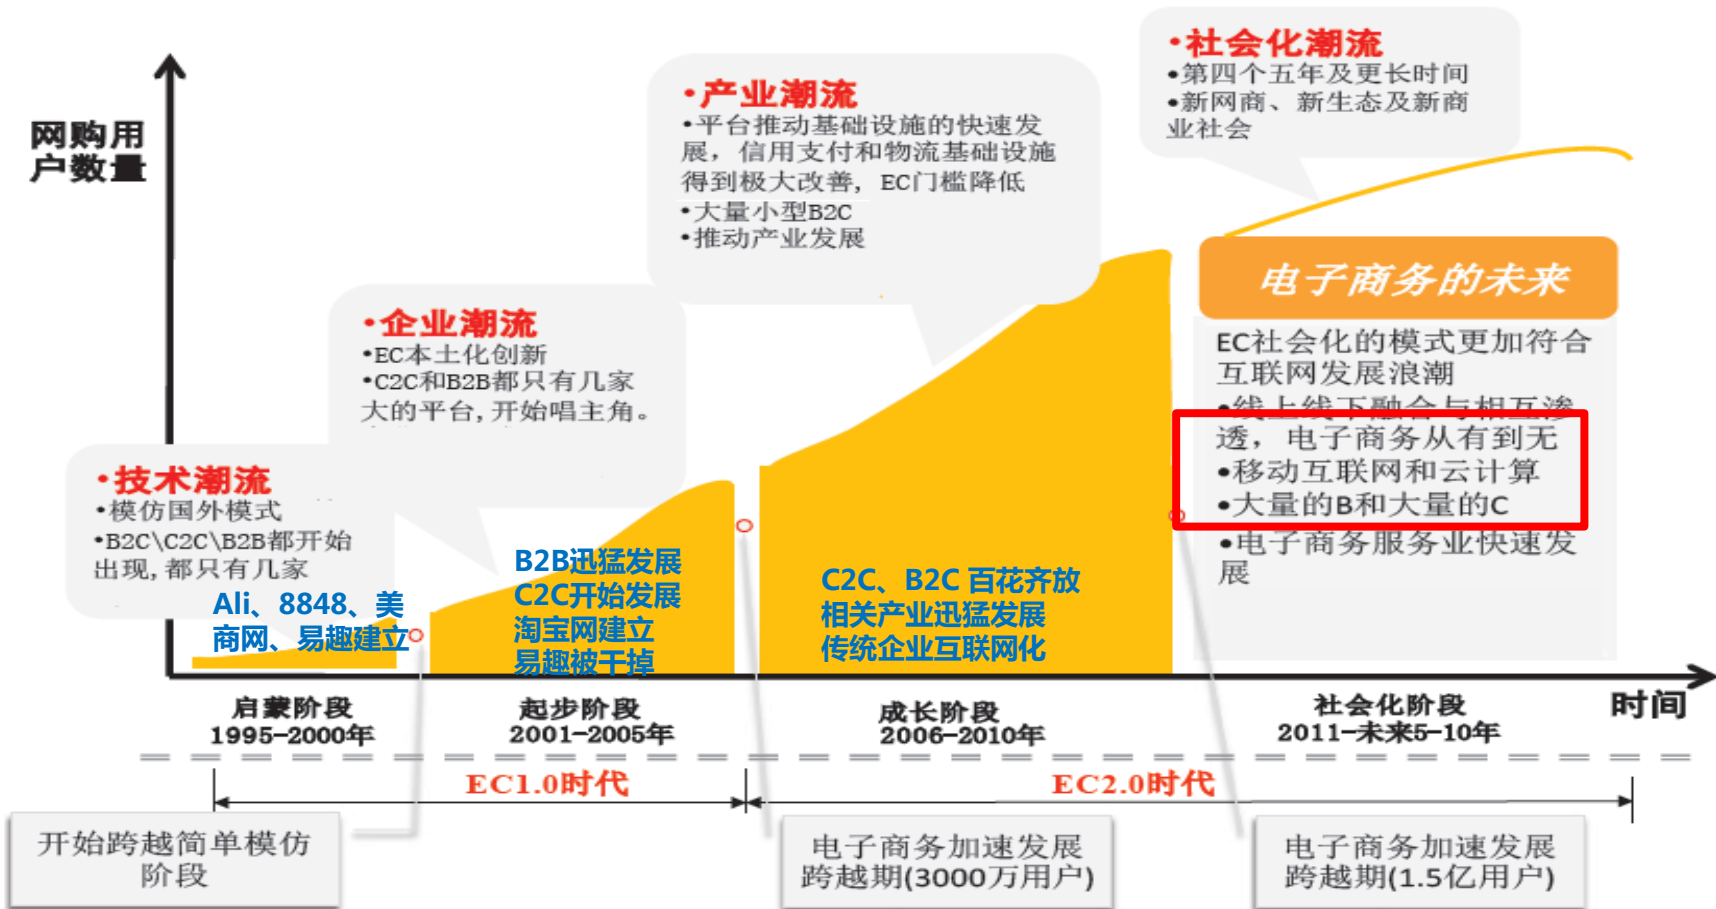 •社会化潮流
•第四个五年及更长时间
•新网商、新生态及新商
业社会
•产业潮流
•平台推动基础设施的快速发
展，信用支付和物流基础设施
得到极大改善, EC门槛降低
•大量小型B2C
•推动产业发展
网购用
户数量
电子商务的未来
EC社会化的模式更加符合
互联网发展浪潮
•线上线下融合与相互渗
透，电子商务从有到无
•移动互联网和云计算
•大量的B和大量的C
•电子商务服务业快速发
展
•企业潮流
•EC本土化创新
•C2C和B2B都只有几家
大的平台,开始唱主角。
•技术潮流
•模仿国外模式
•B2C\C2C\B2B都开始
出现,都只有几家
Ali、8848、美
商网、易趣建立
B2B迅猛发展
C2C开始发展
淘宝网建立
易趣被干掉
C2C、B2C 百花齐放
相关产业迅猛发展
传统企业互联网化
启蒙阶段
1995-2000年
起步阶段
2001-2005年
成长阶段
2006-2010年
社会化阶段
2011-未来5-10年
时间
EC1.0时代
EC2.0时代
开始跨越简单模仿
阶段
电子商务加速发展
跨越期(3000万用户)
电子商务加速发展
跨越期(1.5亿用户)